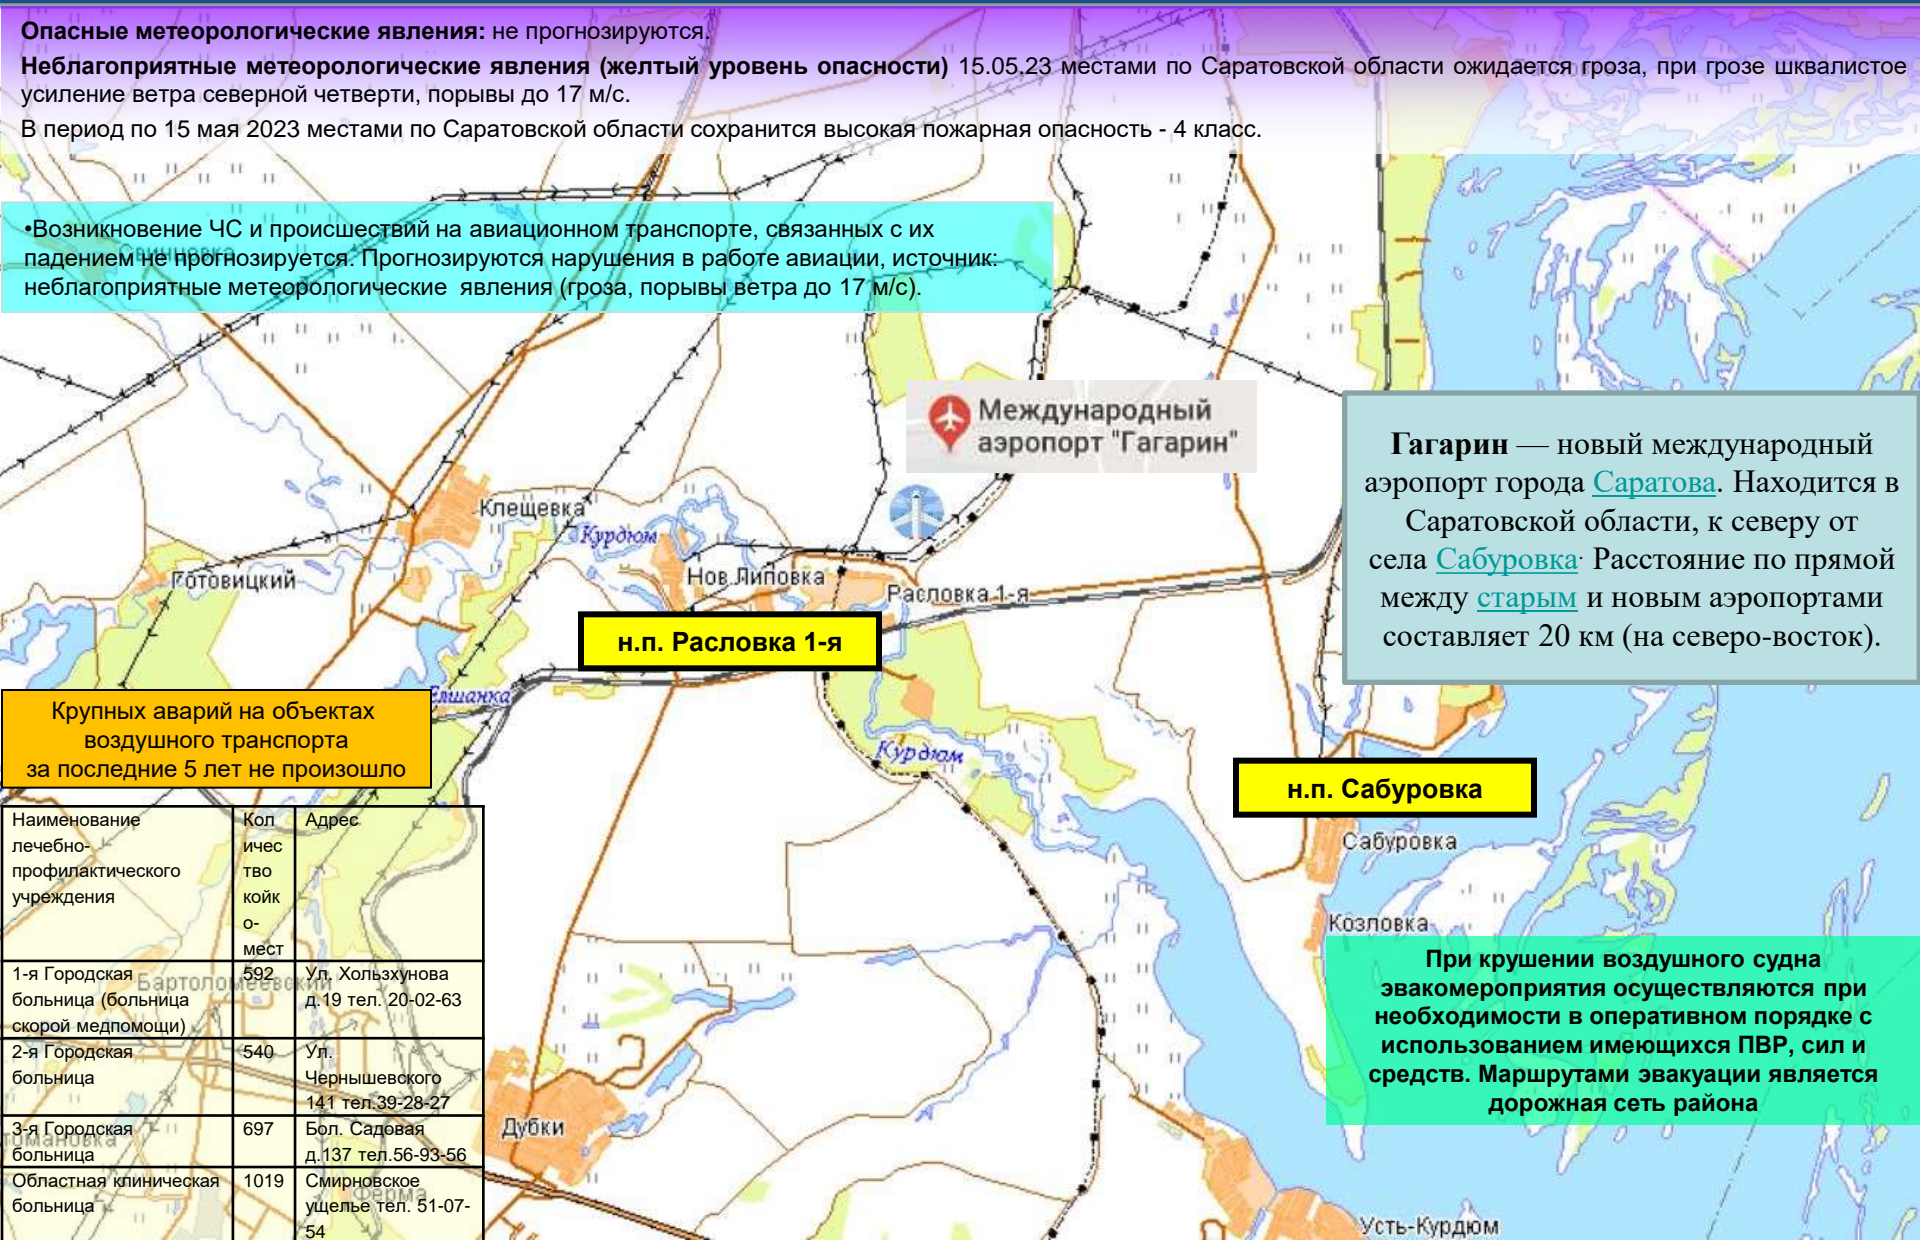 Опасные метеорологические явления: не прогнозируются.
Неблагоприятные метеорологические явления (желтый уровень опасности) 15.05.23 местами по Саратовской области ожидается гроза, при грозе шквалистое
усиление ветра северной четверти, порывы до 17 м/с.
В период по 15 мая 2023 местами по Саратовской области сохранится высокая пожарная опасность - 4 класс.
•Возникновение ЧС и происшествий на авиационном транспорте, связанных с их
падением не прогнозируется. Прогнозируются нарушения в работе авиации, источник:
неблагоприятные метеорологические явления (гроза, порывы ветра до 17 м/с).
Международный
аэропорт "Гагарин"
Гагарин — новый международный
аэропорт города Саратова. Находится в
Саратовской области, к северу от
села Сабуровка. Расстояние по прямой
между старым и новым аэропортами
составляет 20 км (на северо-восток).
Клещевка
Курдюм
Готовицкий
Нов.Липовка
Расловка 1-я
н.п. Расловка 1-я
Елшанка
Крупных аварий на объектах
воздушного транспорта
за последние 5 лет не произошло
Курдюм
н.п. Сабуровка
Сабуровка
Козловка
Наименование
лечебно-
профилактического
учреждения
Кол
ичес
тво
койк
о-
мест
Адрес
1-я Городская
больница (больница
скорой медпомощи)
592
Ул. Хользхунова
д.19 тел. 20-02-63
Бартоломеевский
2-я Городская
больница
540
Ул.
Чернышевского
141 тел.39-28-27
3-я Городская
больница
697
Бол. Садовая
д.137 тел.56-93-56
Областная клиническая
больница
1019
Смирновское
ущелье тел. 51-07-
54
Ферма
Дубки
При крушении воздушного судна
эвакомероприятия осуществляются при
необходимости в оперативном порядке с
использованием имеющихся ПВР, сил и
средств. Маршрутами эвакуации является
дорожная сеть района
Усть-Курдюм